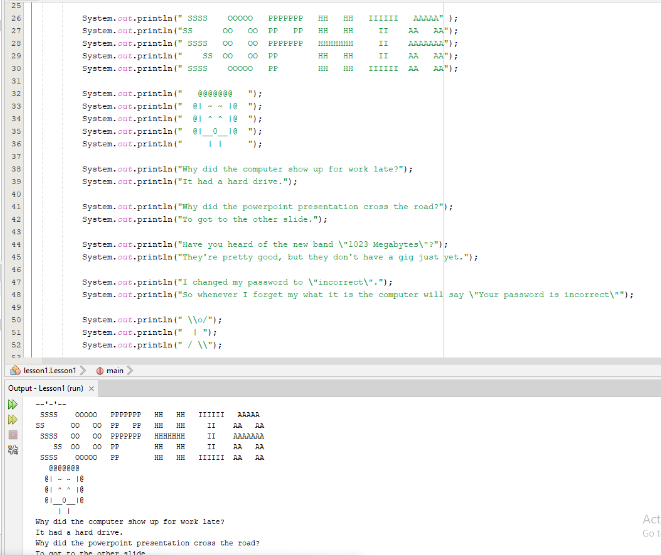 25
26 System.out.println(" SSSS     OOOOO   PPPPPPP   HH   HH   IIIIII   AAAAA" );
27 System.out.println("SS       OO   OO  PP   PP   HH   HH     II    AA   AA");
28 System.out.println(" SSSS    OO   OO  PPPPPPP   HHHHHHH     II    AAAAAAA");
29 System.out.println("    SS   OO   OO  PP        HH   HH     II    AA   AA");
30 System.out.println(" SSSS     OOOOO   PP        HH   HH   IIIIII  AA   AA");
31
32 System.out.println("   @@@@@@@   ");
33 System.out.println("  @| ~ ~ |@  ");
34 System.out.println("  @| ^ ^ |@  ");
35 System.out.println("  @|__0__|@  ");
36 System.out.println("     | |     ");
37
38 System.out.println("Why did the computer show up for work late?");
39 System.out.println("It had a hard drive.");
40
41 System.out.println("Why did the powerpoint presentation cross the road?");
42 System.out.println("To got to the other slide.");
43
44 System.out.println("Have you heard of the new band \"1023 Megabytes\"?");
45 System.out.println("They're pretty good, but they don't have a gig just yet.");
46
47 System.out.println("I changed my password to \"incorrect\".");
48 System.out.println("So whenever I forget my what it is the computer will say \"Your password is incorrect\"");
49
50 System.out.println(" \\o/");
51 System.out.println("  | ");
52 System.out.println(" / \\");
53
lesson1.Lesson1 main
Output - Lesson1 (run) ×
--'-'--
 SSSS     OOOOO   PPPPPPP   HH   HH   IIIIII   AAAAA
SS       OO   OO  PP   PP   HH   HH     II    AA   AA
 SSSS    OO   OO  PPPPPPP   HHHHHHH     II    AAAAAAA
    SS   OO   OO  PP        HH   HH     II    AA   AA
 SSSS     OOOOO   PP        HH   HH   IIIIII  AA   AA
   @@@@@@@
  @| ~ ~ |@
  @| ^ ^ |@
  @|__0__|@
     | |
Why did the computer show up for work late?
It had a hard drive.
Why did the powerpoint presentation cross the road?
To got to the other slide
Act
Go t